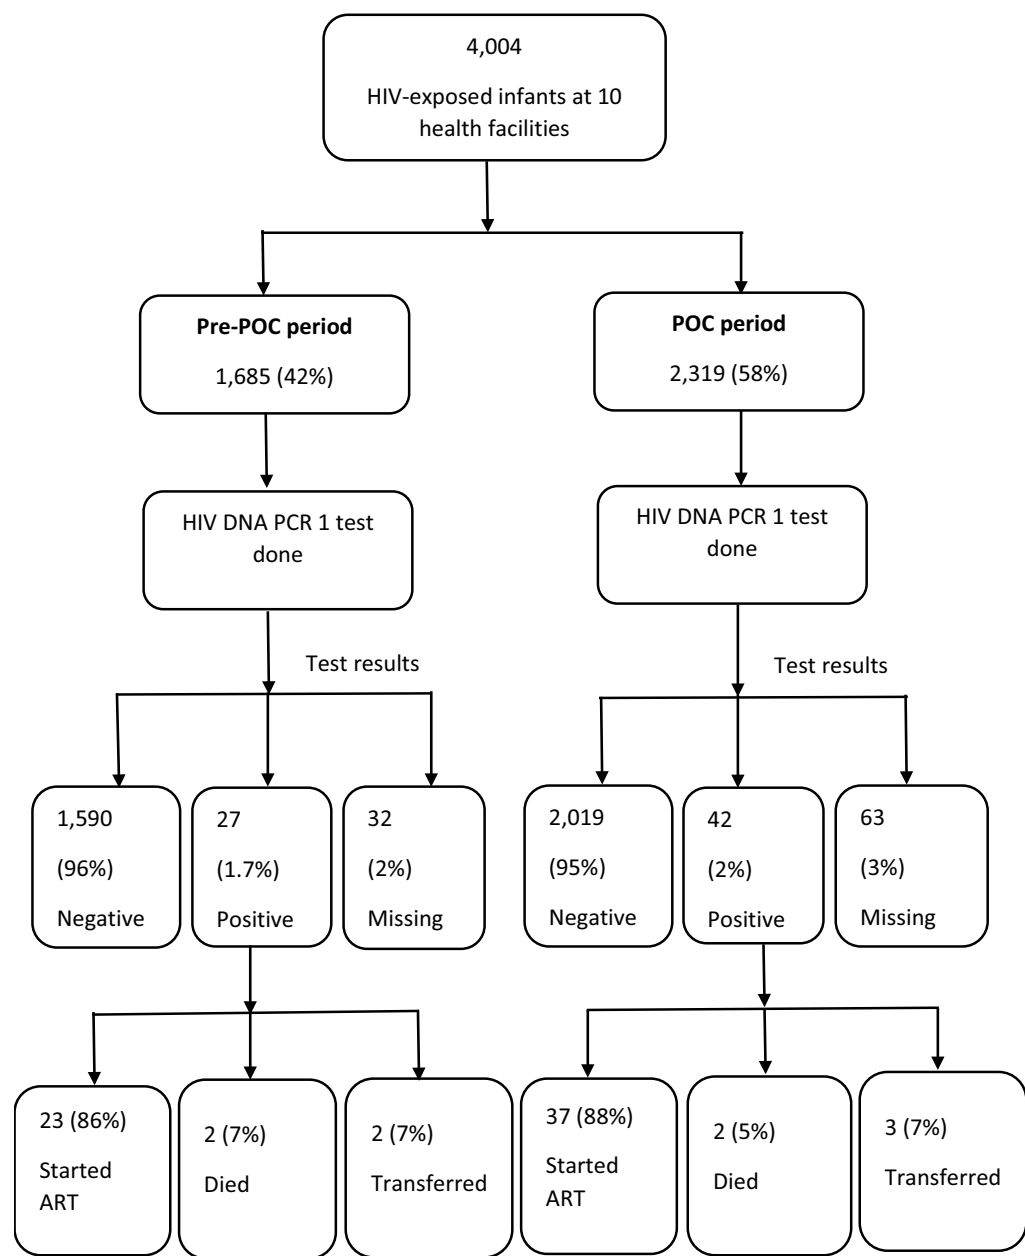 4,004
HIV-exposed infants at 10
health facilities
Pre-POC period
1,685 (42%)
POC period
2,319 (58%)
HIV DNA PCR 1 test
done
HIV DNA PCR 1 test
done
Test results
Test results
1,590
(96%)
Negative
27
(1.7%)
Positive
32
(2%)
Missing
2,019
(95%)
Negative
42
(2%)
Positive
63
(3%)
Missing
23 (86%)
Started
ART
2 (7%)
Died
2 (7%)
Transferred
37 (88%)
Started
ART
2 (5%)
Died
3 (7%)
Transferred